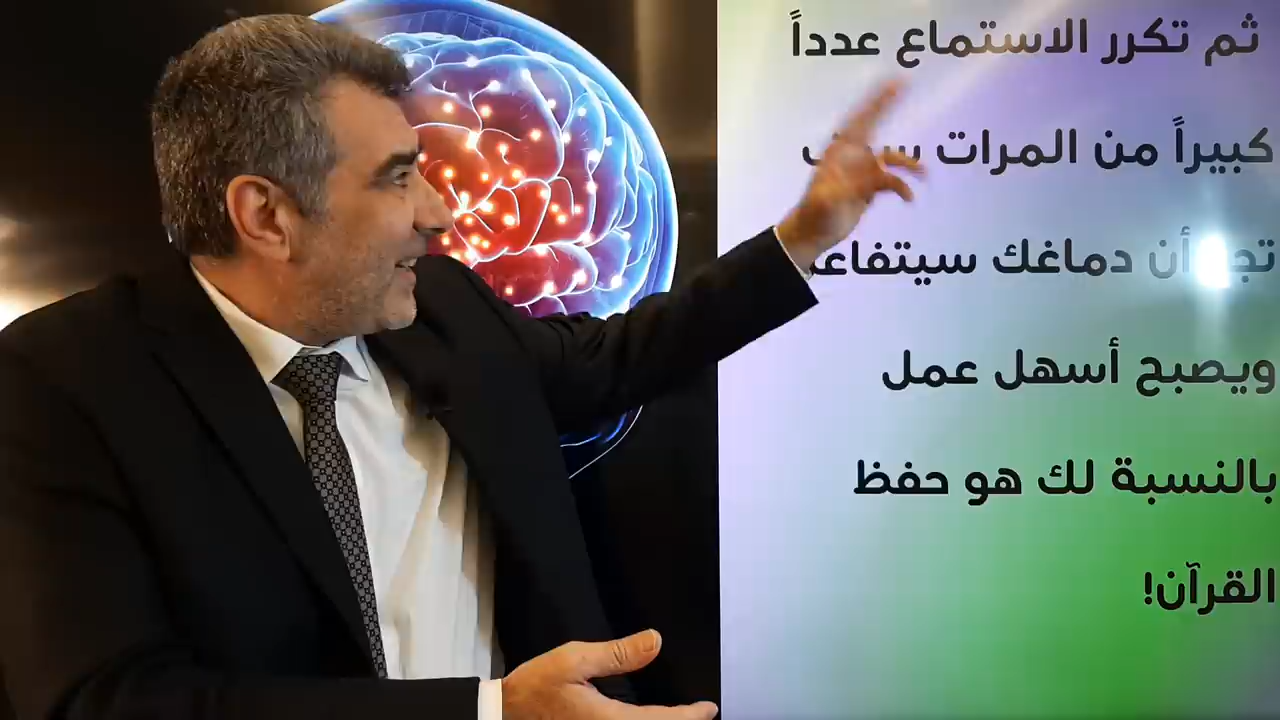 ثم تكرر الاستماع عدداً
كبيراً من المرات
أن دماغك
ويصبح أسهل عمل
بالنسبة لك هو حفظ
القرآن!